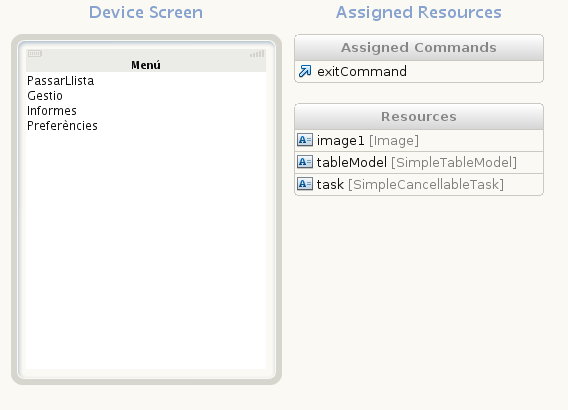 Device Screen
Menú
PassarLlista
Gestio
Informes
Preferències
Assigned Resources
Assigned Commands
exitCommand
Resources
image1 [Image]
tableModel [SimpleTableModel]
task [SimpleCancellableTask]